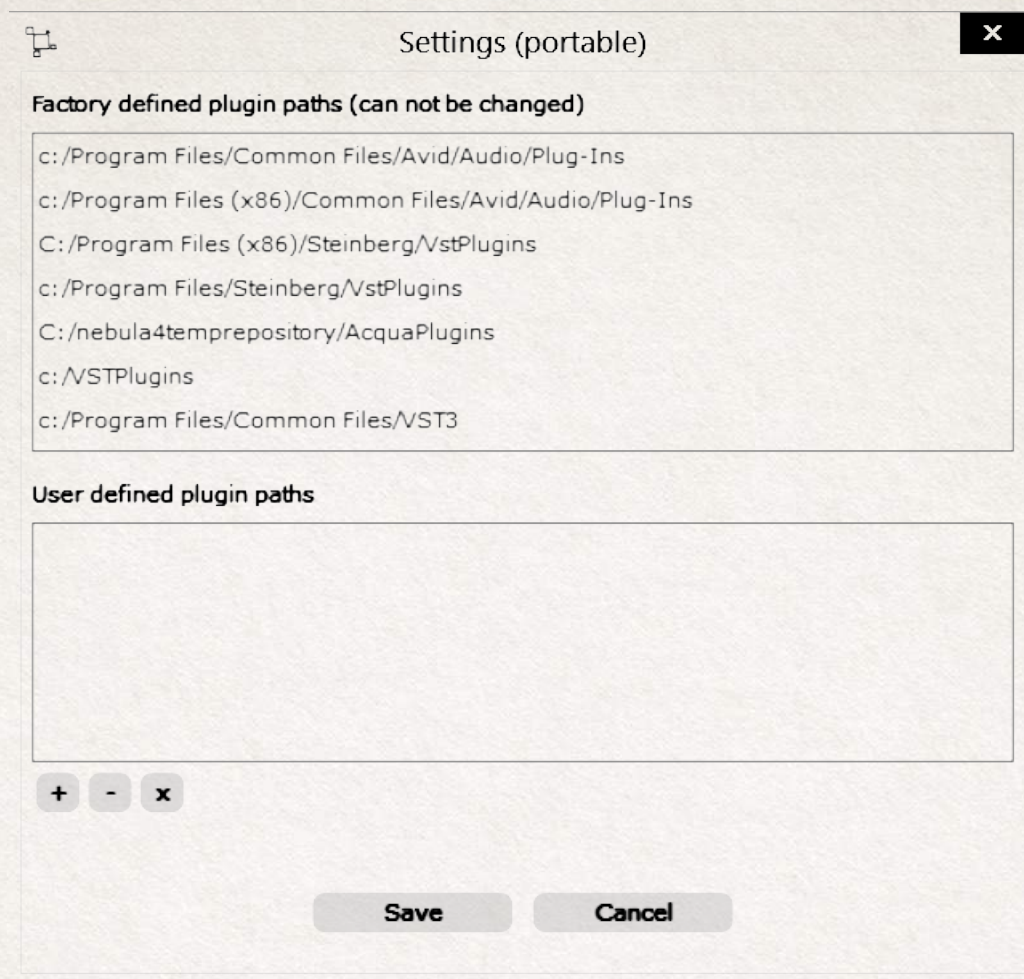 Settings (portable)
x
Factory defined plugin paths (can not be changed)
c:/Program Files/Common Files/Avid/Audio/Plug-Ins
c:/Program Files (x86)/Common Files/Avid/Audio/Plug-Ins
C:/Program Files (x86)/Steinberg/VstPlugins
c:/Program Files/Steinberg/VstPlugins
C:/nebula4temprepository/AcquaPlugins
c:/VSTPlugins
c:/Program Files/Common Files/VST3
User defined plugin paths
+ - x
Save Cancel